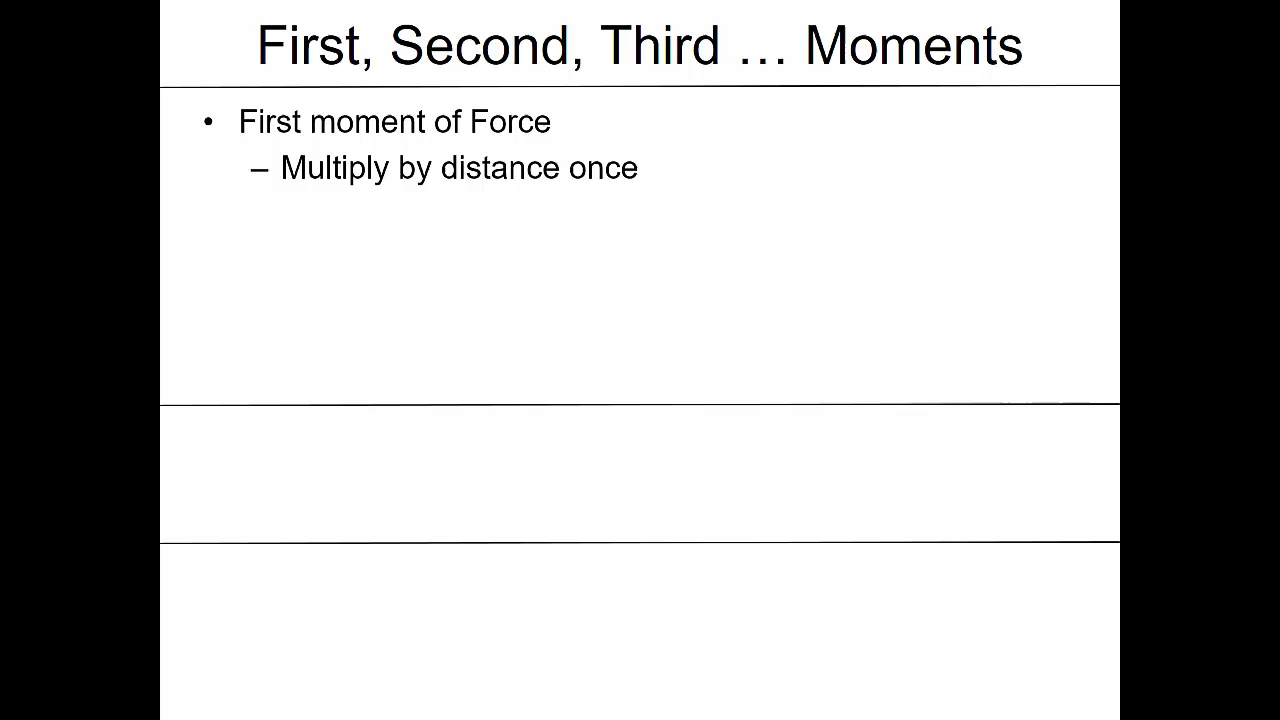 First, Second, Third … Moments
• First moment of Force
– Multiply by distance once